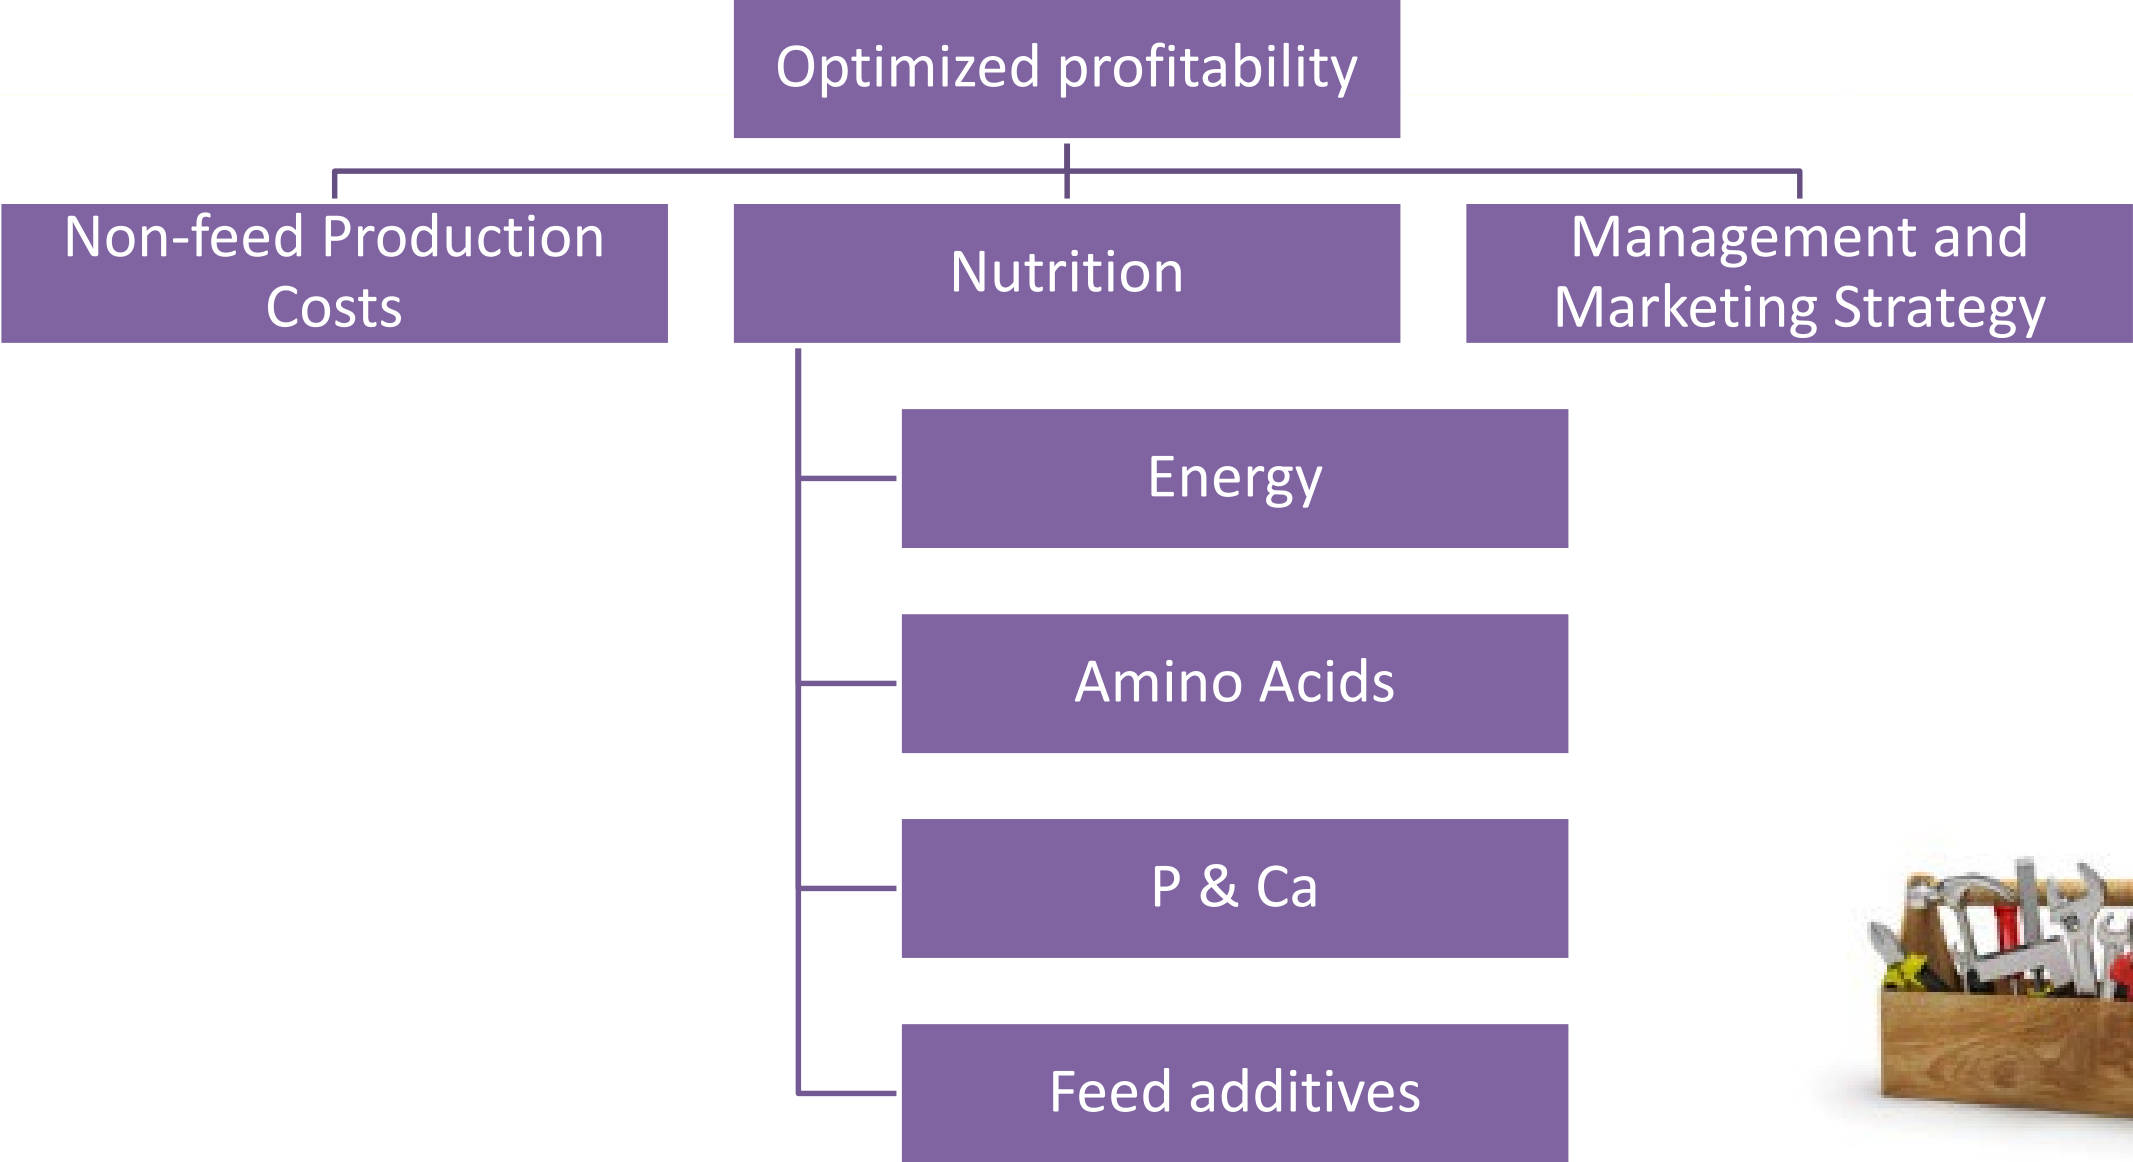 Optimized profitability
Non-feed Production
Costs
Nutrition
Management and
Marketing Strategy
Energy
Amino Acids
P & Ca
Feed additives